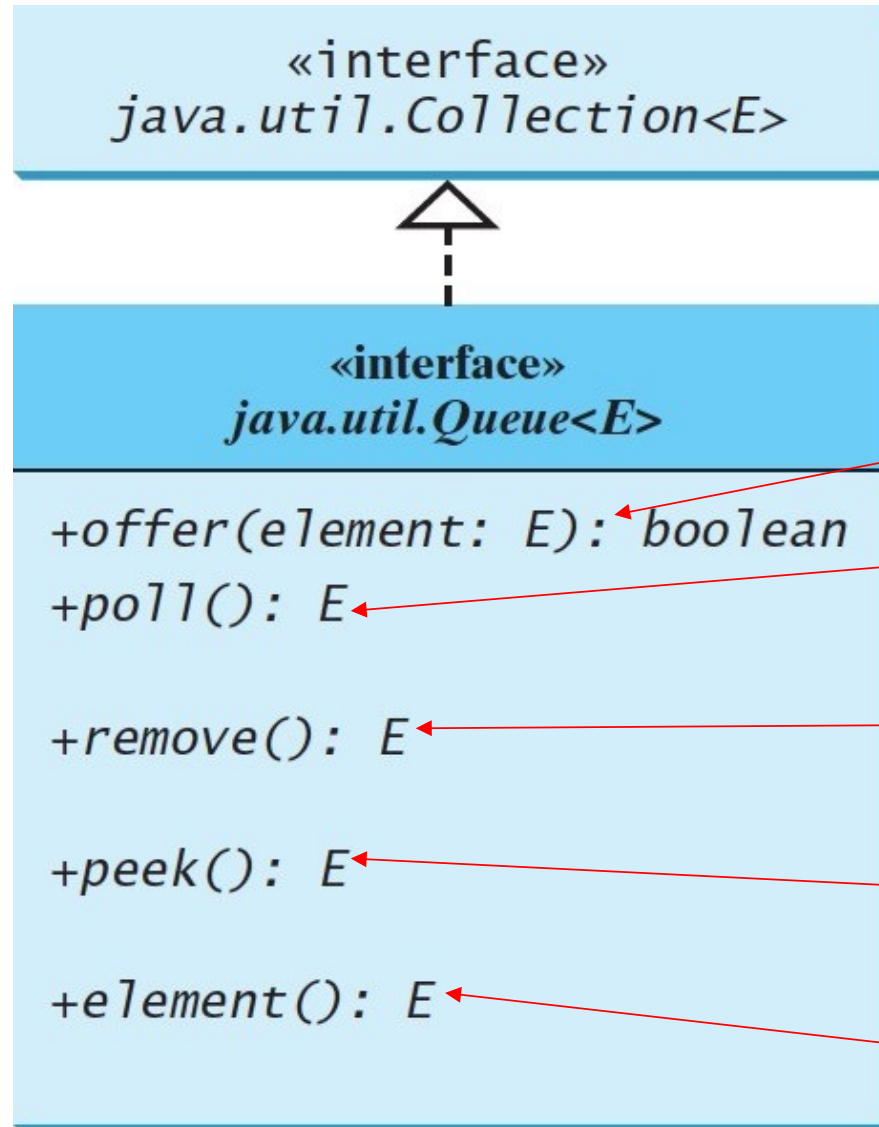 «interface»
java.util.Collection<E>
«interface»
java.util.Queue<E>
+offer(element: E): boolean
+poll(): E
+remove(): E
+peek(): E
+element(): E